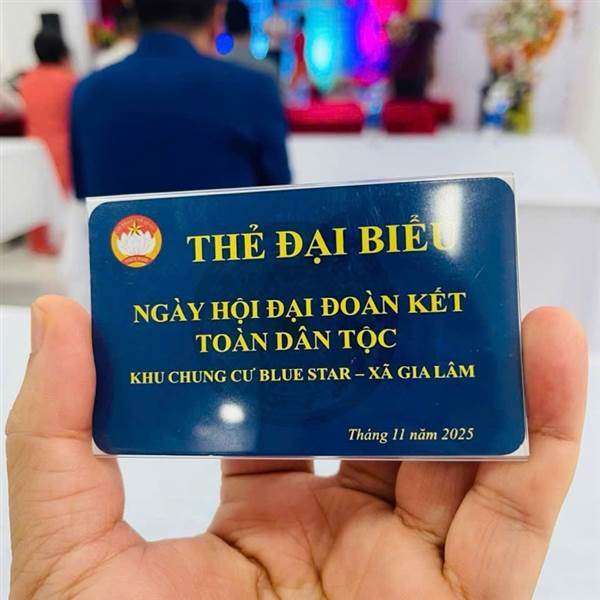 THẺ ĐẠI BIỂU
NGÀY HỘI ĐẠI ĐOÀN KẾT
TOÀN DÂN TỘC
KHU CHUNG CƯ BLUE STAR – XÃ GIA LÂM
Tháng 11 năm 2025